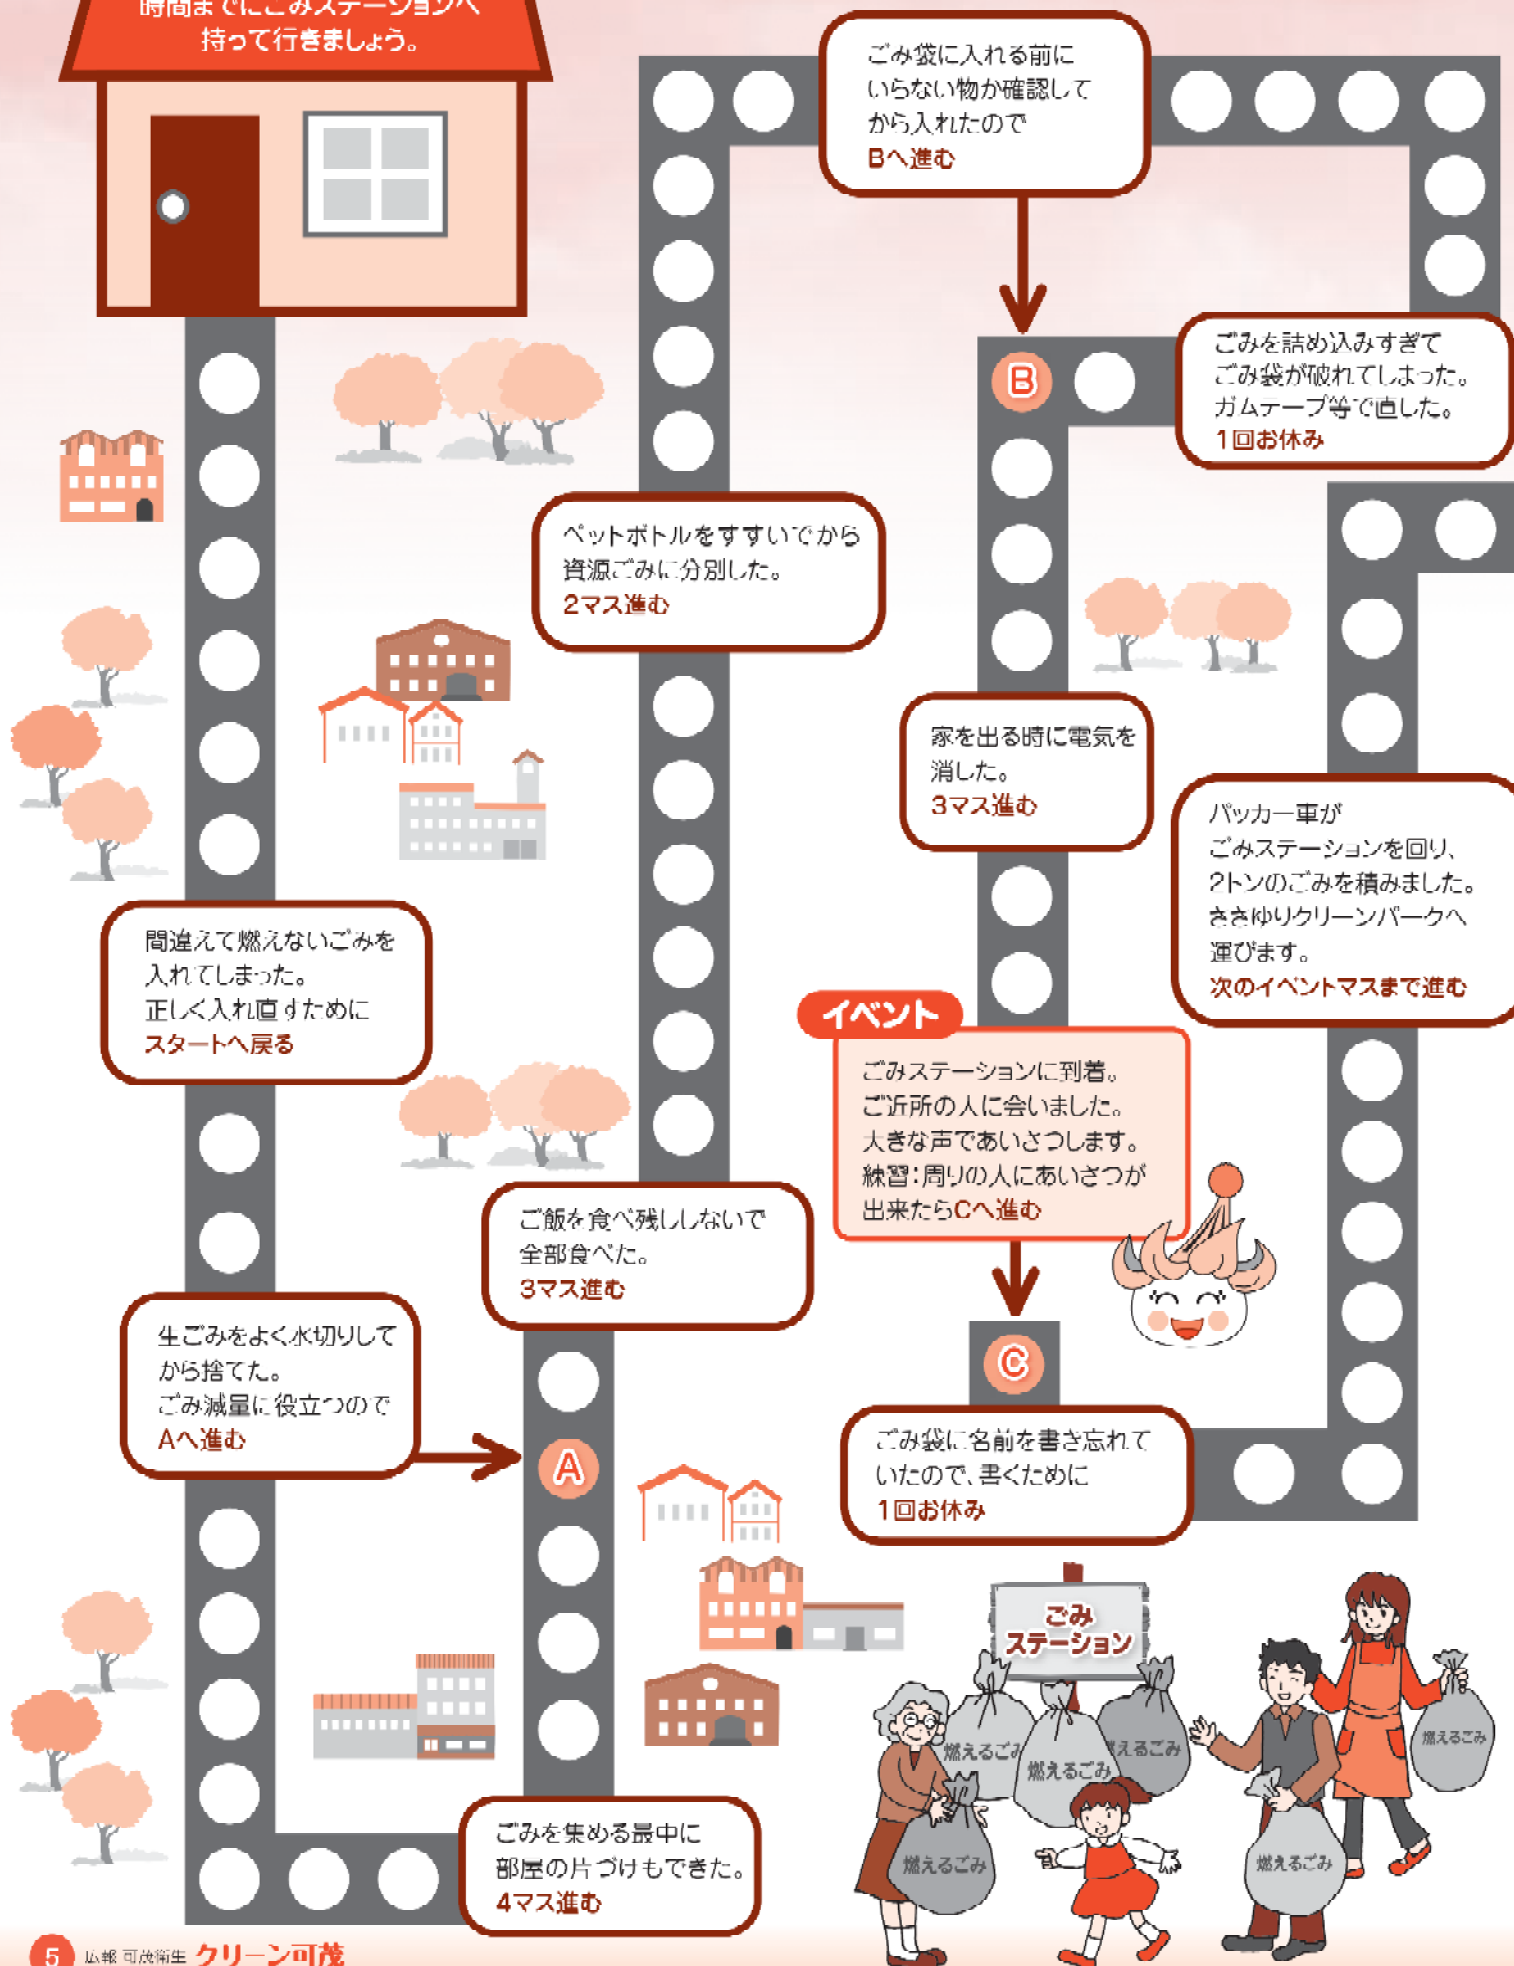 時間までにごみステーションへ
持って行きましょう。
間違えて燃えないごみを
入れてしまった。
正しく入れ直すために
スタートへ戻る
生ごみをよく水切りして
から捨てた。
ごみ減量に役立つので
Aへ進む
ごみを集める最中に
部屋の片づけもできた。
4マス進む
A
ご飯を食べ残ししないで
全部食べた。
3マス進む
ペットボトルをすすいでから
資源ごみに分別した。
2マス進む
ごみ袋に入れる前に
いらない物か確認して
から入れたので
Bへ進む
ごみを詰め込みすぎて
ごみ袋が破れてしまった。
ガムテープ等で直した。
1回お休み
B
家を出る時に電気を
消した。
3マス進む
イベント
ごみステーションに到着。
ご近所の人に会いました。
大きな声であいさつします。
練習:周りの人にあいさつが
出来たらCへ進む
C
ごみ袋に名前を書き忘れて
いたので、書くために
1回お休み
パッカー車が
ごみステーションを回り、
2トンのごみを積みました。
ささゆりクリーンパークへ
運びます。
次のイベントマスまで進む
ごみ
ステーション
燃えるごみ
燃えるごみ
燃えるごみ
燃えるごみ
燃えるごみ
燃えるごみ
5 広報 可茂衛生 クリーン可茂